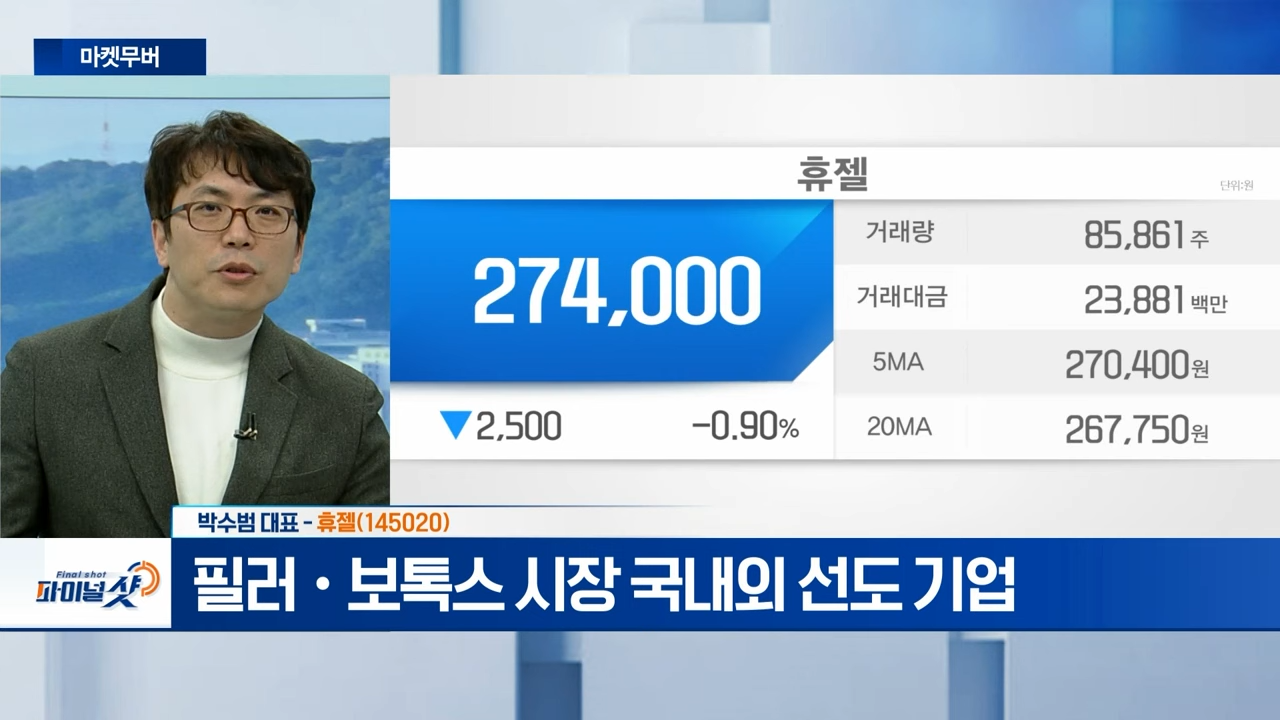 마켓무버
휴젤
단위:원
274,000
▼2,500 -0.90%
거래량 85,861주
거래대금 23,881백만
5MA 270,400원
20MA 267,750원
박수범 대표 - 휴젤(145020)
Final shot
파이널샷
필러·보톡스 시장 국내외 선도 기업